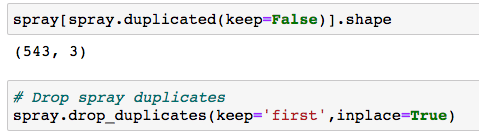 spray[spray.duplicated(keep=False)].shape
(543, 3)
# Drop spray duplicates
spray.drop_duplicates(keep='first',inplace=True)